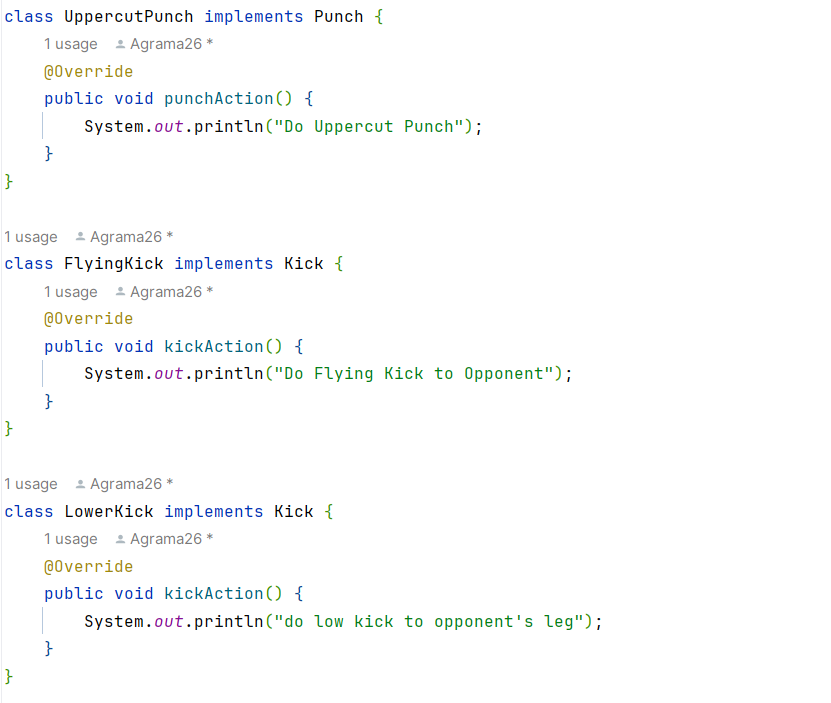 class UppercutPunch implements Punch {
1 usage Agrama26 *
@Override
public void punchAction() {
System.out.println("Do Uppercut Punch");
}
}
1 usage Agrama26 *
class FlyingKick implements Kick {
1 usage Agrama26 *
@Override
public void kickAction() {
System.out.println("Do Flying Kick to Opponent");
}
}
1 usage Agrama26 *
class LowerKick implements Kick {
1 usage Agrama26 *
@Override
public void kickAction() {
System.out.println("do low kick to opponent's leg");
}
}